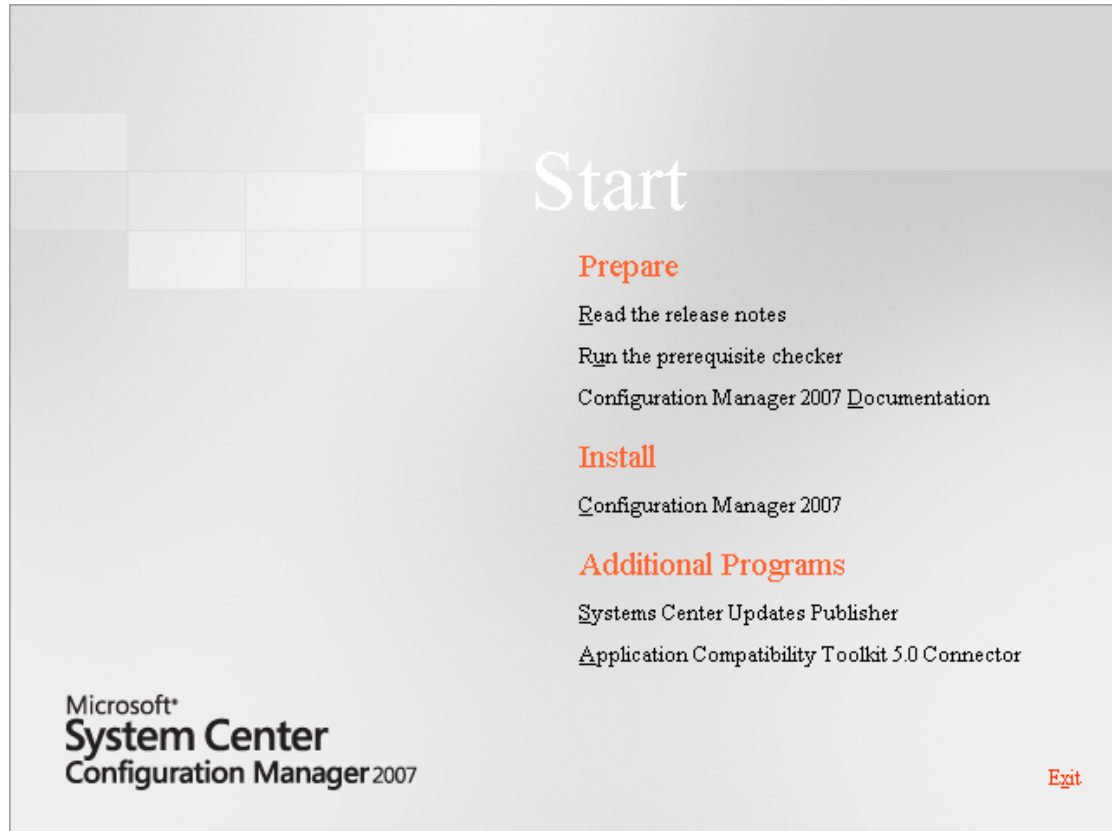 Start
Prepare
Read the release notes
Run the prerequisite checker
Configuration Manager 2007 Documentation
Install
Configuration Manager 2007
Additional Programs
Systems Center Updates Publisher
Application Compatibility Toolkit 5.0 Connector
Microsoft®
System Center
Configuration Manager 2007
Exit